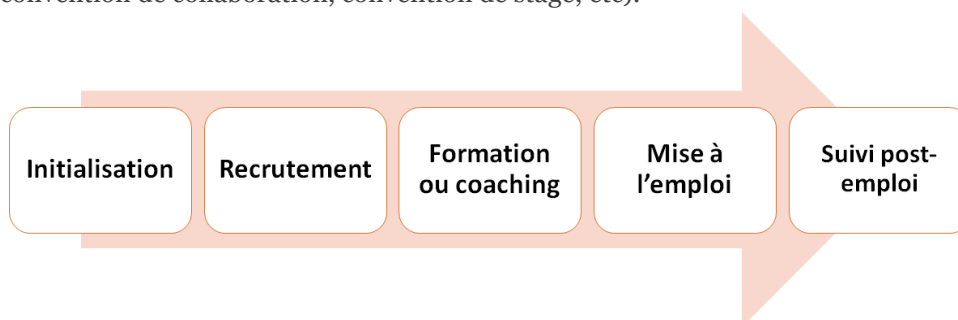 convention de collaboration, convention de stage, etc).
Initialisation
Recrutement
Formation
ou coaching
Mise à
l'emploi
Suivi post-
emploi